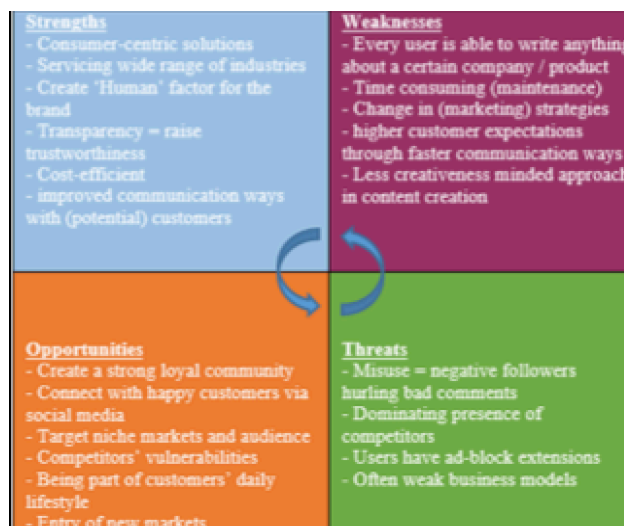 Strengths
- Consumer-centric solutions
- Servicing wide range of industries
- Create 'Human' factor for the
brand
- Transparency = raise
trustworthiness
- Cost-efficient
- improved communication ways
with (potential) customers
Weaknesses
- Every user is able to write anything
about a certain company / product
- Time consuming (maintenance)
- Change in (marketing) strategies
- higher customer expectations
through faster communication ways
- Less creativeness minded approach
in content creation
Opportunities
- Create a strong loyal community
- Connect with happy customers via
social media
- Target niche markets and audience
- Competitors' vulnerabilities
- Being part of customers' daily
lifestyle
- Entry of new markets
Threats
- Misuse = negative followers
hurling bad comments
- Dominating presence of
competitors
- Users have ad-block extensions
- Often weak business models